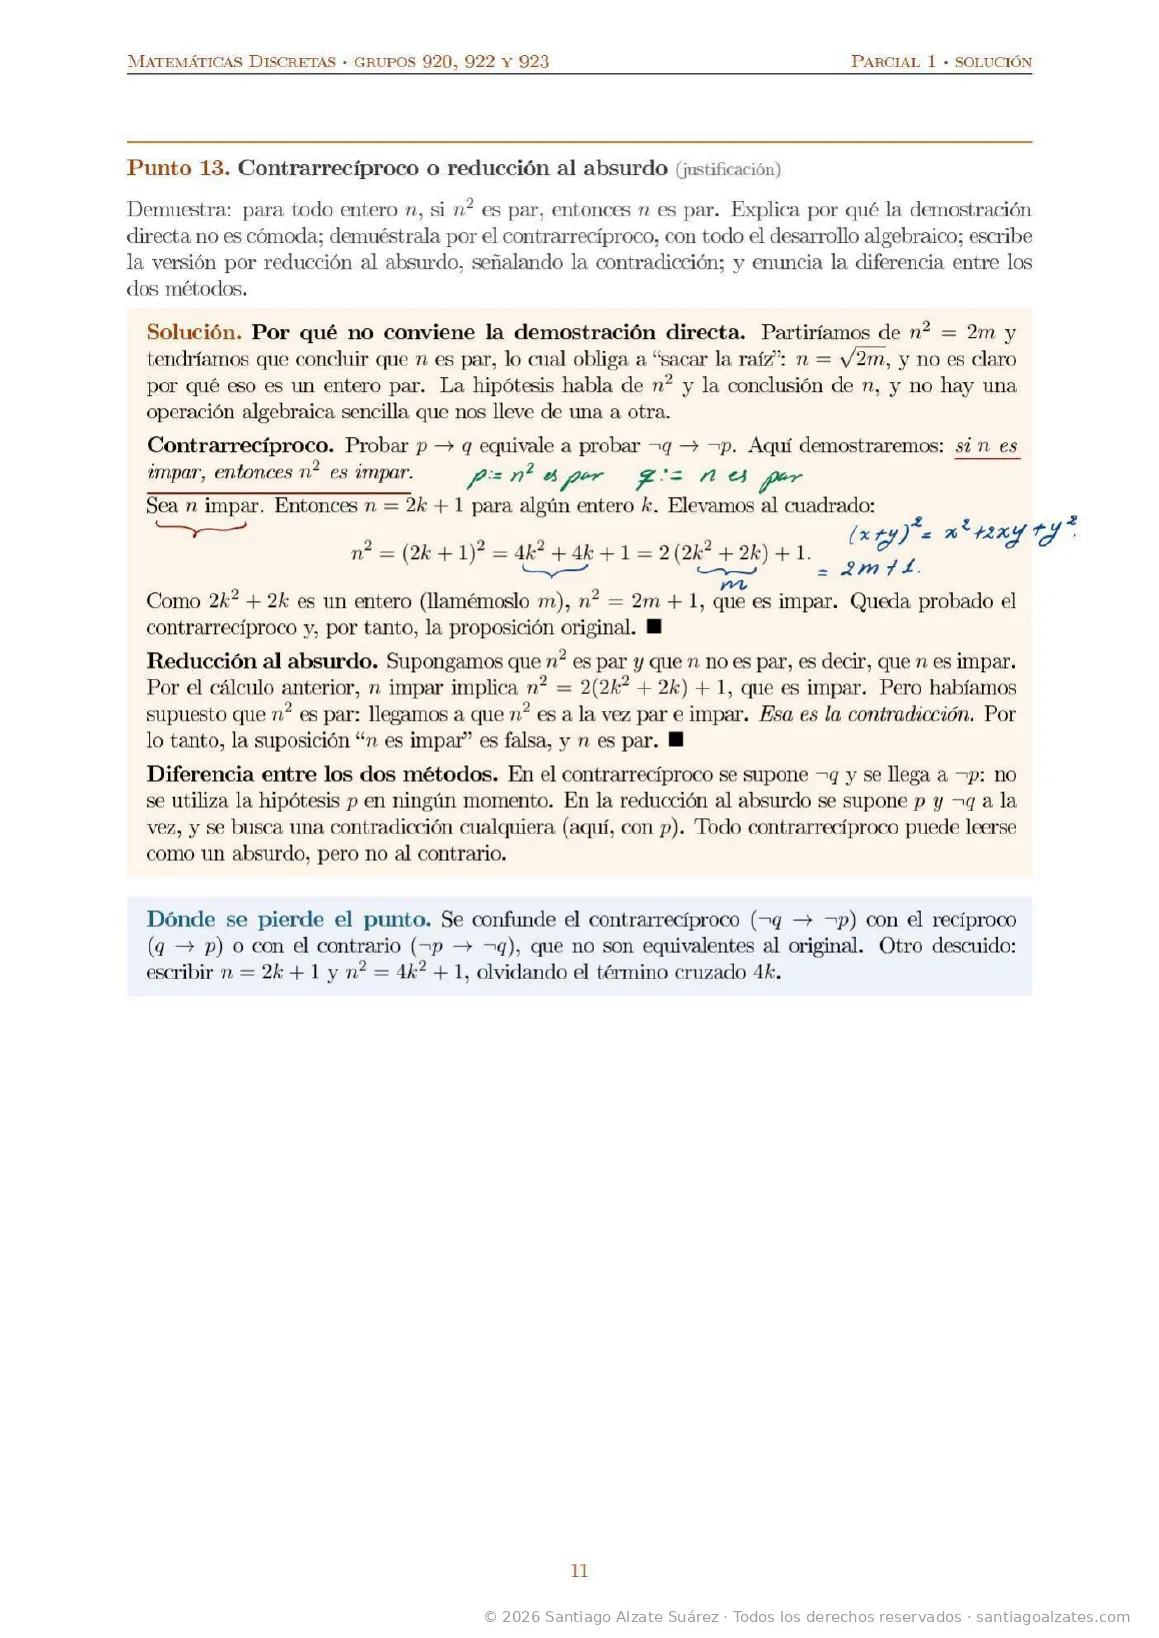 MATEMÁTICAS DISCRETAS · GRUPOS 920, 922 Y 923 PARCIAL 1 · SOLUCIÓN
Punto 13. Contrarrecíproco o reducción al absurdo (justificación)
Demuestra: para todo entero n, si n² es par, entonces n es par. Explica por qué la demostración
directa no es cómoda; demuéstrala por el contrarrecíproco, con todo el desarrollo algebraico; escribe
la versión por reducción al absurdo, señalando la contradicción; y enuncia la diferencia entre los
dos métodos.
Solución. Por qué no conviene la demostración directa. Partiríamos de n² = 2m y
tendríamos que concluir que n es par, lo cual obliga a “sacar la raíz”: n = √2m, y no es claro
por qué eso es un entero par. La hipótesis habla de n² y la conclusión de n, y no hay una
operación algebraica sencilla que nos lleve de una a otra.
Contrarrecíproco. Probar p → q equivale a probar ¬q → ¬p. Aquí demostraremos: si n es
impar, entonces n² es impar.
p:= n² es par q:= n es par
Sea n impar. Entonces n = 2k + 1 para algún entero k. Elevamos al cuadrado:
(x+y)² = x²+2xy+y².
n² = (2k + 1)² = 4k² + 4k + 1 = 2 (2k² + 2k) + 1.
= 2m+1.
m
Como 2k² + 2k es un entero (llamémoslo m), n² = 2m + 1, que es impar. Queda probado el
contrarrecíproco y, por tanto, la proposición original. ■
Reducción al absurdo. Supongamos que n² es par y que n no es par, es decir, que n es impar.
Por el cálculo anterior, n impar implica n² = 2(2k² + 2k) + 1, que es impar. Pero habíamos
supuesto que n² es par: llegamos a que n² es a la vez par e impar. Esa es la contradicción. Por
lo tanto, la suposición “n es impar” es falsa, y n es par. ■
Diferencia entre los dos métodos. En el contrarrecíproco se supone ¬q y se llega a ¬p: no
se utiliza la hipótesis p en ningún momento. En la reducción al absurdo se supone p y ¬q a la
vez, y se busca una contradicción cualquiera (aquí, con p). Todo contrarrecíproco puede leerse
como un absurdo, pero no al contrario.
Dónde se pierde el punto. Se confunde el contrarrecíproco (¬q → ¬p) con el recíproco
(q → p) o con el contrario (¬p → ¬q), que no son equivalentes al original. Otro descuido:
escribir n = 2k + 1 y n² = 4k² + 1, olvidando el término cruzado 4k.
11
© 2026 Santiago Alzate Suárez · Todos los derechos reservados · santiagoalzates.com